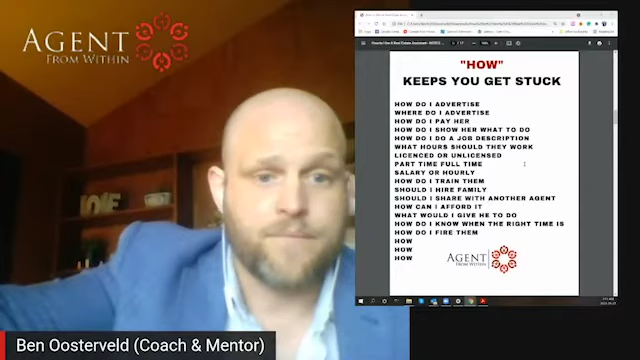 AGENT
FROM WITHIN
"HOW"
KEEPS YOU GET STUCK
HOW DO I ADVERTISE
WHERE DO I ADVERTISE
HOW DO I PAY HER
HOW DO I SHOW HER WHAT TO DO
HOW DO I DO A JOB DESCRIPTION
WHAT HOURS SHOULD THEY WORK
LICENCED OR UNLICENSED
PART TIME FULL TIME
SALARY OR HOURLY
HOW DO I TRAIN THEM
SHOULD I HIRE FAMILY
SHOULD I SHARE WITH ANOTHER AGENT
HOW CAN I AFFORD IT
WHAT WOULD I GIVE HE TO DO
HOW DO I KNOW WHEN THE RIGHT TIME IS
HOW DO I FIRE THEM
HOW
HOW
HOW
AGENT
FROM WITHIN
Ben Oosterveld (Coach & Mentor)